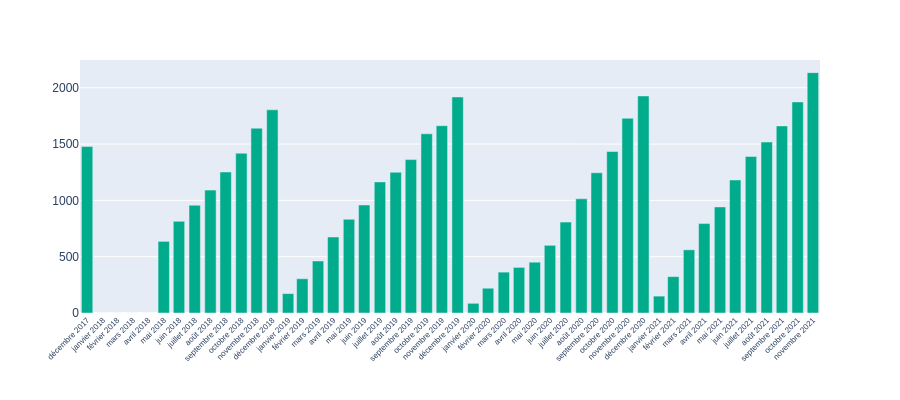 2000
1500
1000
500
0
décembre 2017
janvier 2018
février 2018
mars 2018
avril 2018
mai 2018
juin 2018
juillet 2018
août 2018
septembre 2018
octobre 2018
novembre 2018
décembre 2018
janvier 2019
février 2019
mars 2019
avril 2019
mai 2019
juin 2019
juillet 2019
août 2019
septembre 2019
octobre 2019
novembre 2019
décembre 2019
janvier 2020
février 2020
mars 2020
avril 2020
mai 2020
juin 2020
juillet 2020
août 2020
septembre 2020
octobre 2020
novembre 2020
décembre 2020
janvier 2021
février 2021
mars 2021
avril 2021
mai 2021
juin 2021
juillet 2021
août 2021
septembre 2021
octobre 2021
novembre 2021